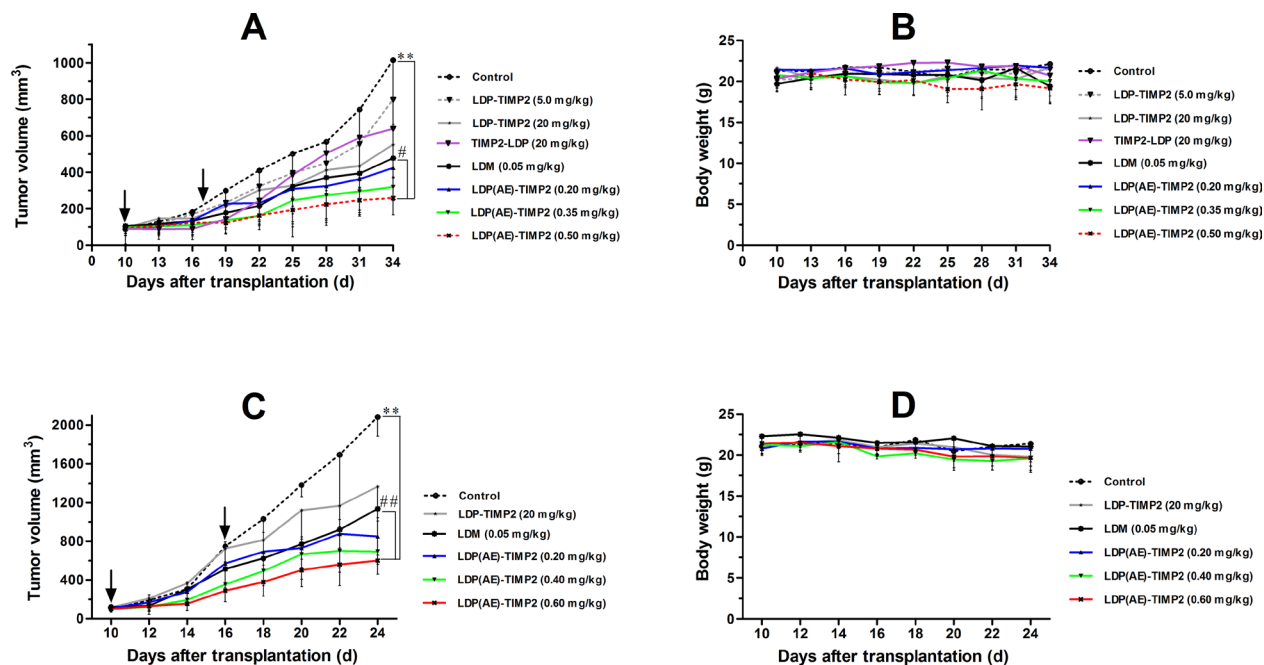 A
Tumor volume (mm³)
1000
800
600
400
200
0
0 10 13 16 19 22 25 28 31 34
Days after transplantation (d)
**
#
Control
LDP-TIMP2 (5.0 mg/kg)
LDP-TIMP2 (20 mg/kg)
TIMP2-LDP (20 mg/kg)
LDM (0.05 mg/kg)
LDP(AE)-TIMP2 (0.20 mg/kg)
LDP(AE)-TIMP2 (0.35 mg/kg)
LDP(AE)-TIMP2 (0.50 mg/kg)
B
Body weight (g)
25
20
15
10
5
0
0 10 13 16 19 22 25 28 31 34
Days after transplantation (d)
Control
LDP-TIMP2 (5.0 mg/kg)
LDP-TIMP2 (20 mg/kg)
TIMP2-LDP (20 mg/kg)
LDM (0.05 mg/kg)
LDP(AE)-TIMP2 (0.20 mg/kg)
LDP(AE)-TIMP2 (0.35 mg/kg)
LDP(AE)-TIMP2 (0.50 mg/kg)
C
Tumor volume (mm³)
2000
1600
1200
800
400
0
10 12 14 16 18 20 22 24
Days after transplantation (d)
**
##
Control
LDP-TIMP2 (20 mg/kg)
LDM (0.05 mg/kg)
LDP(AE)-TIMP2 (0.20 mg/kg)
LDP(AE)-TIMP2 (0.40 mg/kg)
LDP(AE)-TIMP2 (0.60 mg/kg)
D
Body weight (g)
25
20
15
10
5
0
10 12 14 16 18 20 22 24
Days after transplantation (d)
Control
LDP-TIMP2 (20 mg/kg)
LDM (0.05 mg/kg)
LDP(AE)-TIMP2 (0.20 mg/kg)
LDP(AE)-TIMP2 (0.40 mg/kg)
LDP(AE)-TIMP2 (0.60 mg/kg)